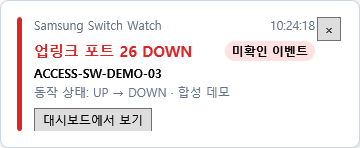 Samsung Switch Watch 10:24:18 ×
업링크 포트 26 DOWN 미확인 이벤트
ACCESS-SW-DEMO-03
동작 상태: UP → DOWN · 합성 데모
대시보드에서 보기